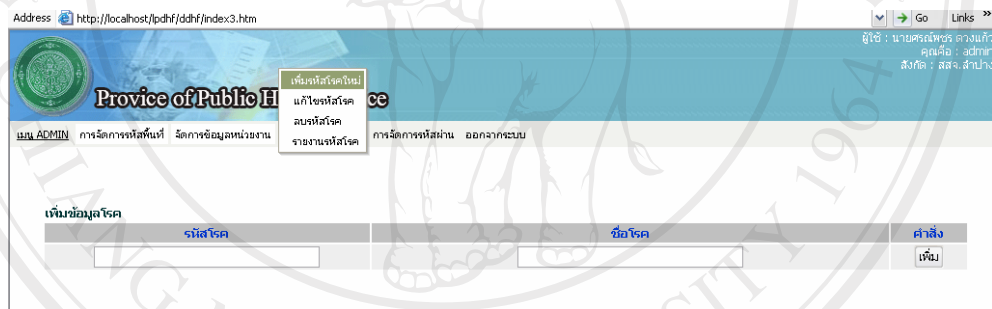 Address http://localhost/lpdhf/ddhf/index3.htm Go Links »
ผู้ใช้ : นายศรณ์พชร ดวงแก้ว
คุณคือ : admin
สังกัด : สสจ.ลำปาง
Provice of Public H ce
เพิ่มรหัสโรคใหม่
แก้ไขรหัสโรค
ลบรหัสโรค
รายงานรหัสโรค
เมนู ADMIN การจัดการรหัสพื้นที่ จัดการข้อมูลหน่วยงาน การจัดการรหัสผ่าน ออกจากระบบ
เพิ่มข้อมูลโรค
รหัสโรค ชื่อโรค คำสั่ง
เพิ่ม
1964